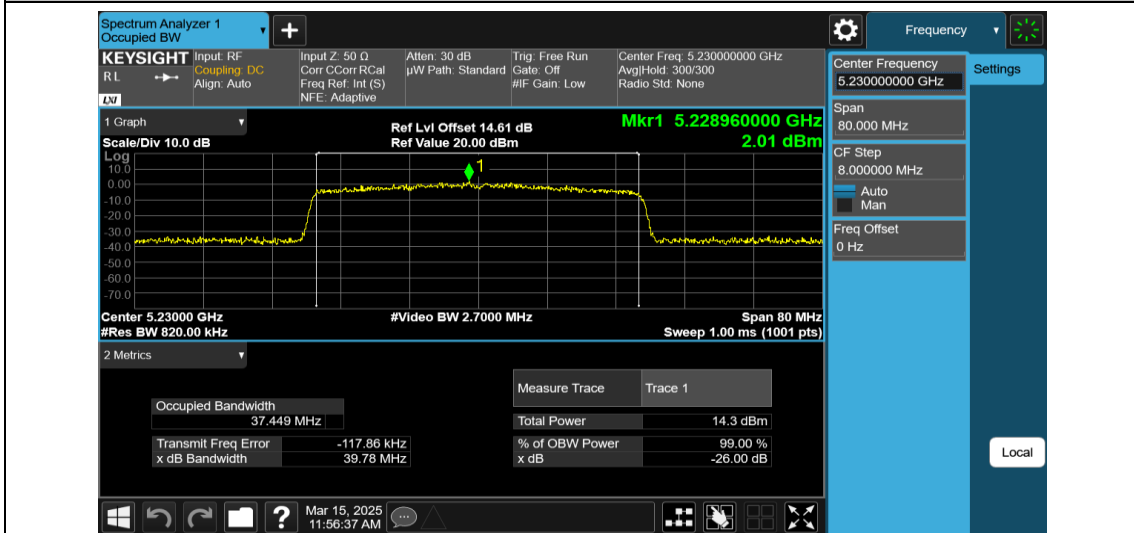 Spectrum Analyzer 1
Occupied BW
Frequency
KEYSIGHT
R L
LXI
Input: RF
Coupling: DC
Align: Auto
Input Z: 50 Ω
Corr CCorr RCal
Freq Ref: Int (S)
NFE: Adaptive
Atten: 30 dB
µW Path: Standard
Trig: Free Run
Gate: Off
#IF Gain: Low
Center Freq: 5.230000000 GHz
Avg|Hold: 300/300
Radio Std: None
Center Frequency
5.230000000 GHz
Settings
Span
80.000 MHz
CF Step
8.000000 MHz
Auto
Man
Freq Offset
0 Hz
Local
1 Graph
Scale/Div 10.0 dB
Ref Lvl Offset 14.61 dB
Ref Value 20.00 dBm
Mkr1 5.228960000 GHz
2.01 dBm
Log
10.0
0.00
-10.0
-20.0
-30.0
-40.0
-50.0
-60.0
-70.0
1
Center 5.23000 GHz
#Video BW 2.7000 MHz
Span 80 MHz
#Res BW 820.00 kHz
Sweep 1.00 ms (1001 pts)
2 Metrics
Measure Trace Trace 1
Occupied Bandwidth
37.449 MHz
Total Power 14.3 dBm
Transmit Freq Error -117.86 kHz
% of OBW Power 99.00 %
x dB Bandwidth 39.78 MHz
x dB -26.00 dB
?
Mar 15, 2025
11:56:37 AM